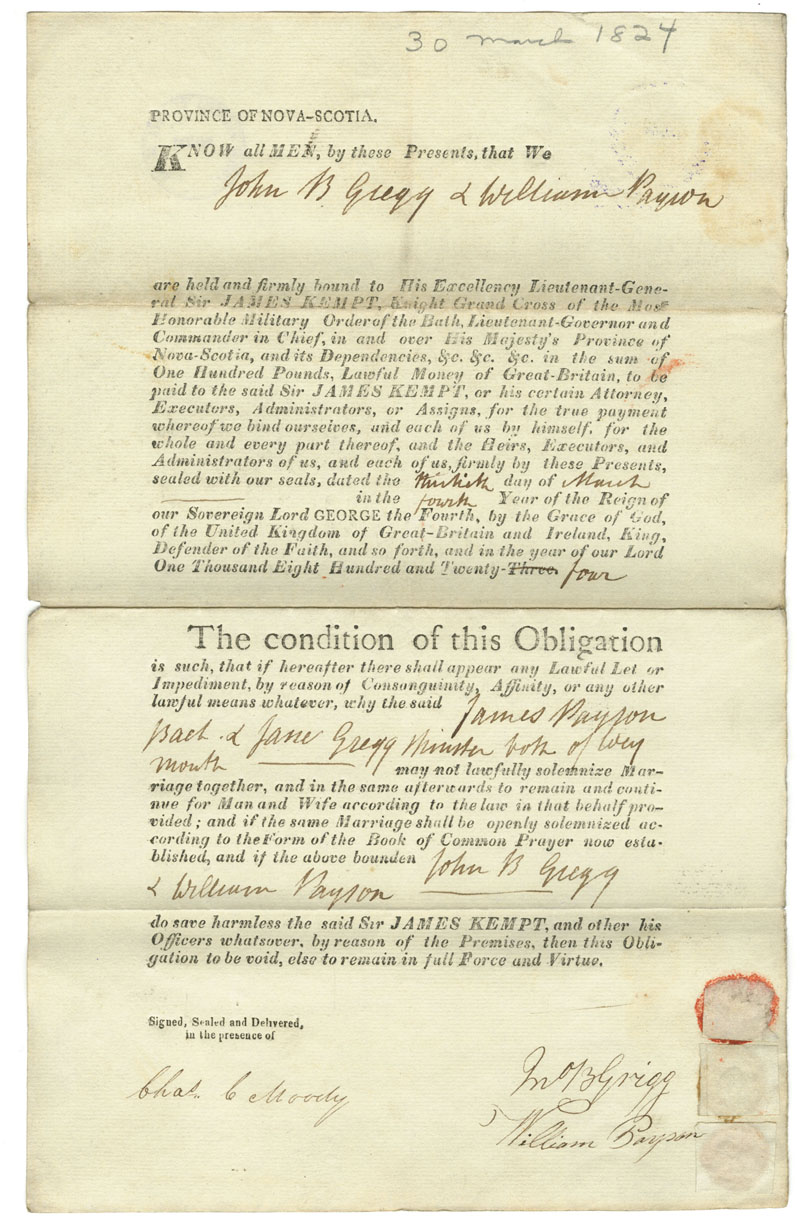 30 March 1824
PROVINCE OF NOVA-SCOTIA.
KNOW all MEN, by these Presents, that We
John B Gregg & William Payson
are held and firmly bound to His Excellency Lieutenant-Gene-
ral Sir JAMES KEMPT, Knight Grand Cross of the Most
Honorable Military Order of the Bath, Lieutenant-Governor and
Commander in Chief, in and over His Majesty's Province of
Nova-Scotia, and its Dependencies, &c. &c. &c. in the sum of
One Hundred Pounds, Lawful Money of Great-Britain, to be
paid to the said Sir JAMES KEMPT, or his certain Attorney,
Executors, Administrators, or Assigns, for the true payment
whereof we bind ourselves, and each of us by himself, for the
whole and every part thereof, and the Heirs, Executors, and
Administrators of us, and each of us, firmly by these Presents,
sealed with our seals, dated the thirtieth day of March
in the fourth Year of the Reign of
our Sovereign Lord GEORGE the Fourth, by the Grace of God,
of the United Kingdom of Great-Britain and Ireland, King,
Defender of the Faith, and so forth, and in the year of our Lord
One Thousand Eight Hundred and Twenty-Three. four
The condition of this Obligation
is such, that if hereafter there shall appear any Lawful Let or
Impediment, by reason of Consonguinity, Affinity, or any other
lawful means whatever, why the said James Payson
Bach. & Jane Gregg Spinster both of Wey
mouth may not lawfully solemnize Mar-
riage together, and in the same afterwards to remain and conti-
nue for Man and Wife according to the law in that behalf pro-
vided; and if the same Marriage shall be openly solemnized ac-
cording to the Form of the Book of Common Prayer now esta-
blished, and if the above bounden John B Gregg
& William Payson
do save harmless the said Sir JAMES KEMPT, and other his
Officers whatsover, by reason of the Premises, then this Obli-
gation to be void, else to remain in full Force and Virtue.
Signed, Sealed and Delivered,
in the presence of
Chas. C Moody
Jno B Grigg
William Payson